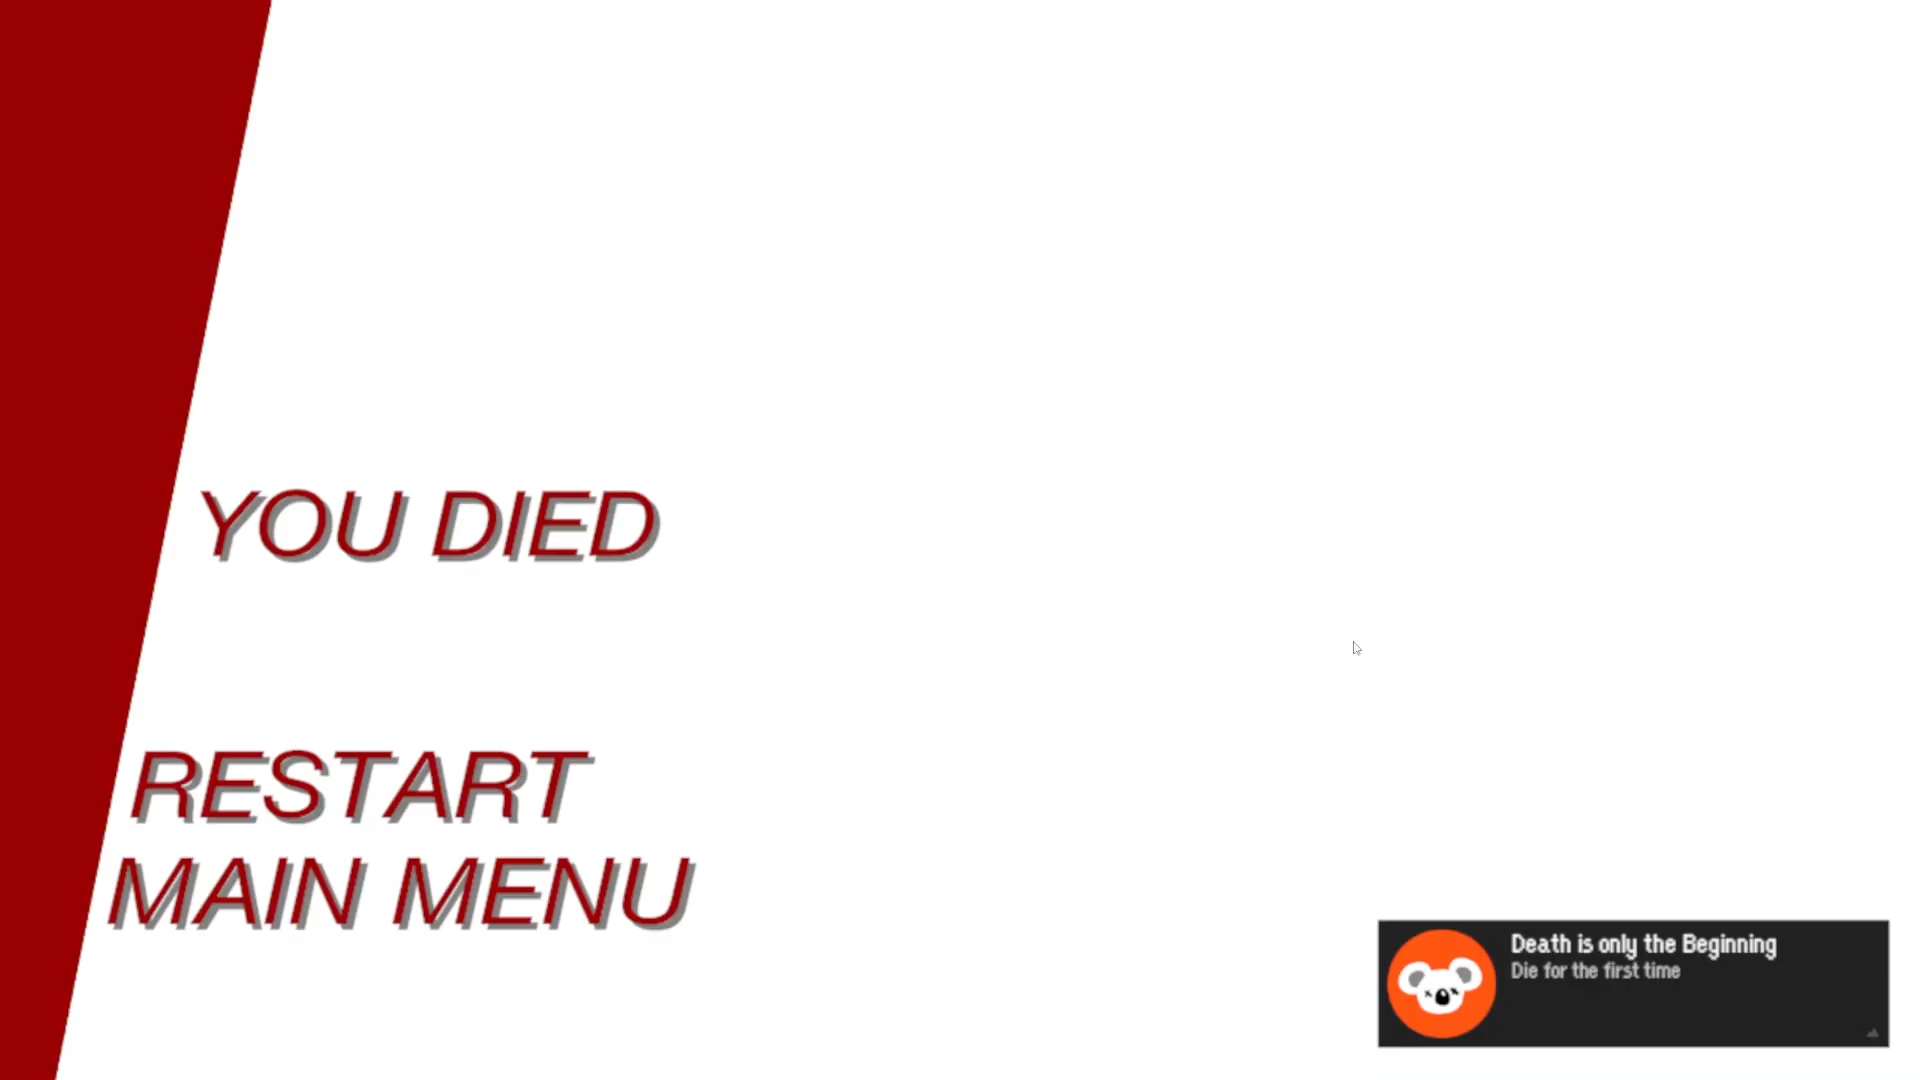 YOU DIED
RESTART
MAIN MENU
Death is only the Beginning
Die for the first time